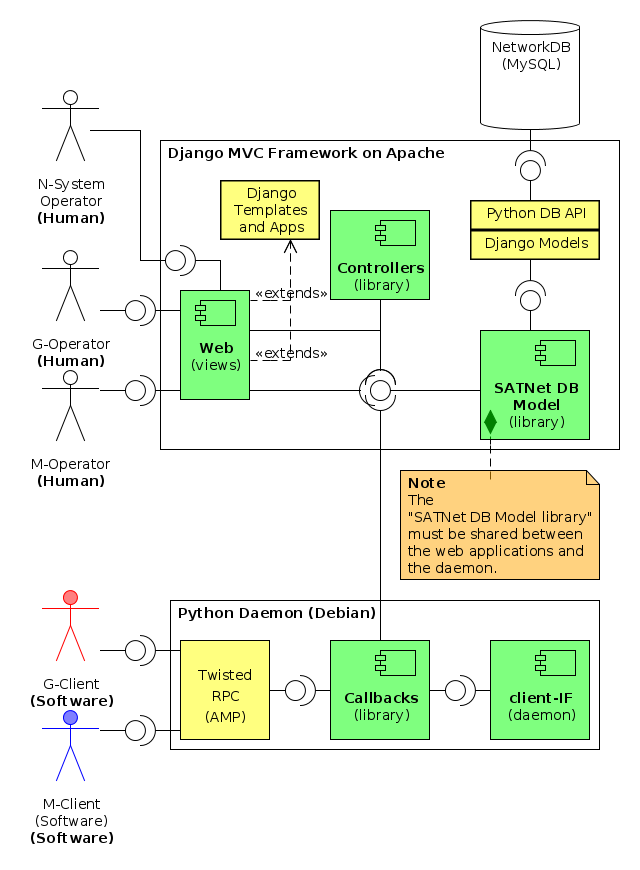 NetworkDB
(MySQL)
Django MVC Framework on Apache
N-System
Operator
(Human)
Django
Templates
and Apps
Python DB API
Django Models
Controllers
(library)
«extends»
G-Operator
(Human)
Web
(views)
«extends»
SATNet DB
Model
(library)
M-Operator
(Human)
Note
The
"SATNet DB Model library"
must be shared between
the web applications and
the daemon.
Python Daemon (Debian)
G-Client
(Software)
Twisted
RPC
(AMP)
Callbacks
(library)
client-IF
(daemon)
M-Client
(Software)
(Software)